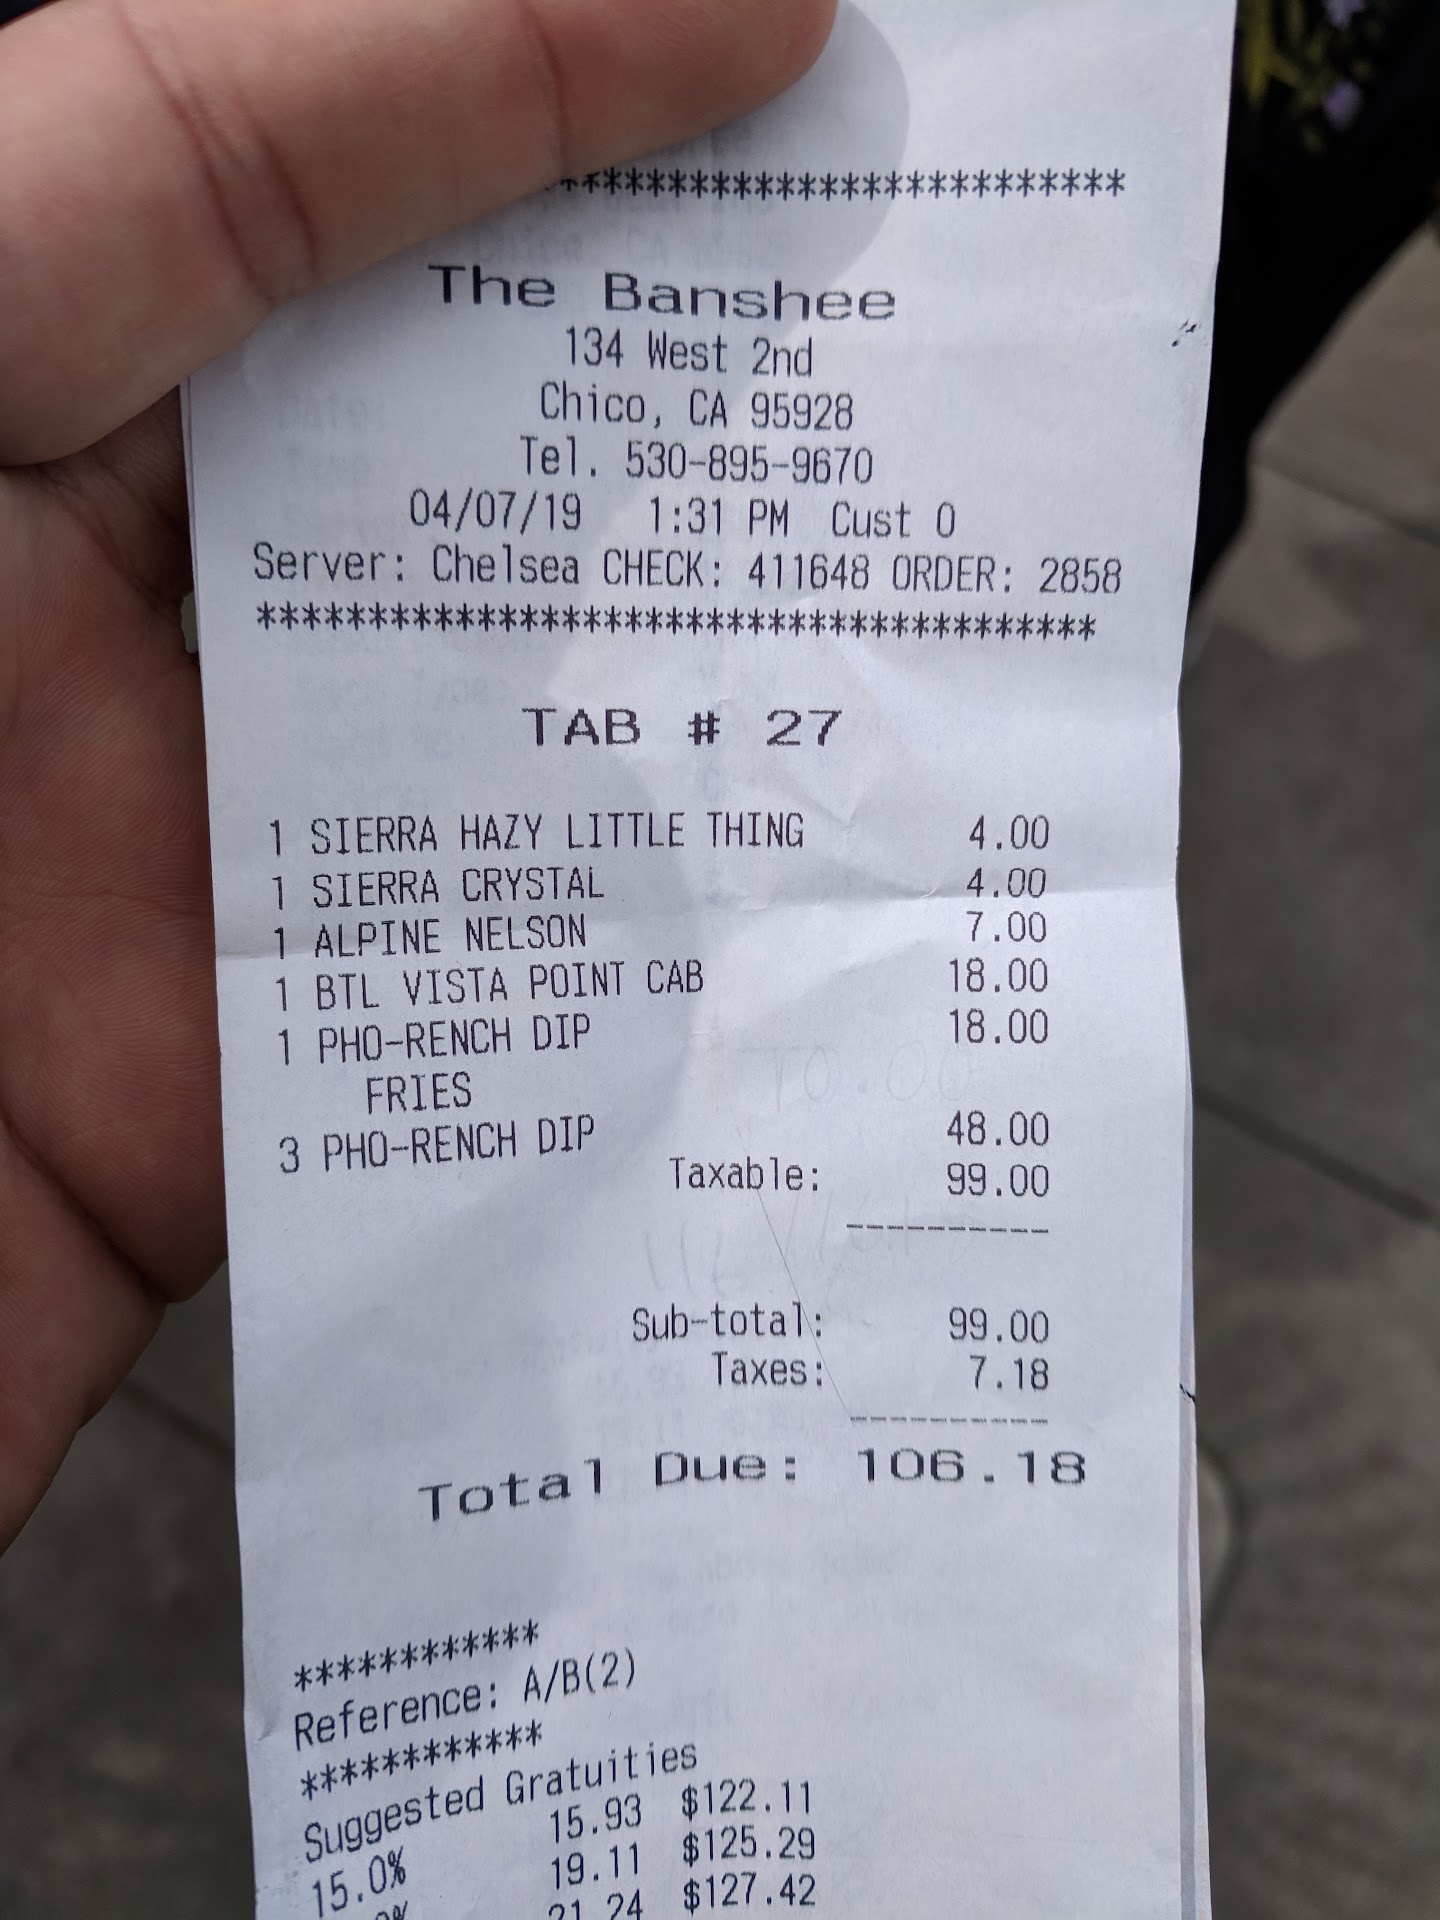 **************************
The Banshee
134 West 2nd
Chico, CA 95928
Tel. 530-895-9670
04/07/19 1:31 PM Cust 0
Server: Chelsea CHECK: 411648 ORDER: 2858
**************************************
TAB # 27
1 SIERRA HAZY LITTLE THING 4.00
1 SIERRA CRYSTAL 4.00
1 ALPINE NELSON 7.00
1 BTL VISTA POINT CAB 18.00
1 PHO-RENCH DIP 18.00
FRIES
3 PHO-RENCH DIP 48.00
Taxable: 99.00
----------
Sub-total: 99.00
Taxes: 7.18
----------
Total Due: 106.18
************
Reference: A/B(2)
************
Suggested Gratuities
15.0% 15.93 $122.11
19.11 $125.29
21.24 $127.42